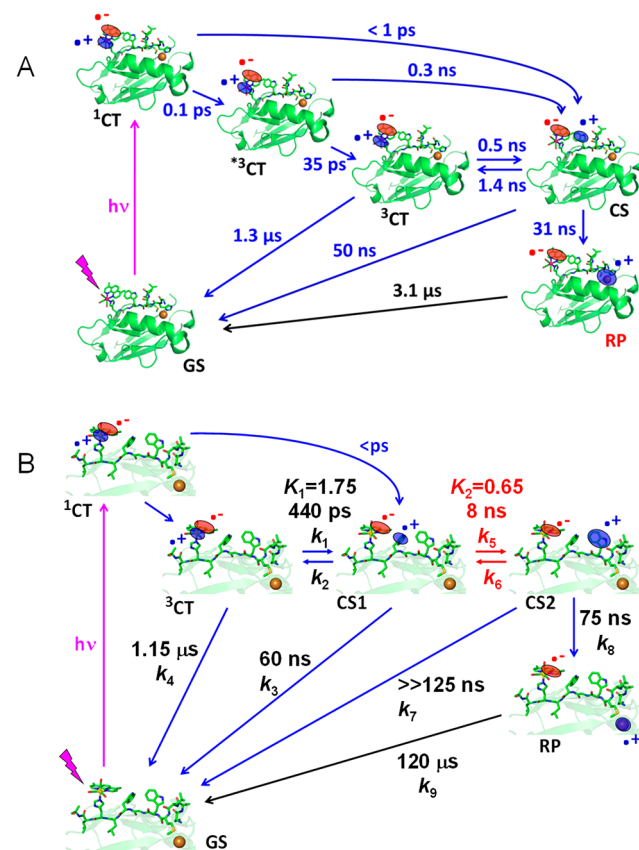 A
•-
•+
¹CT
< 1 ps
0.1 ps
•-
•+
*³CT
0.3 ns
35 ps
•-
•+
³CT
0.5 ns
1.4 ns
•-
•+
CS
hν
1.3 µs
50 ns
31 ns
•-
•+
RP
3.1 µs
GS
B
•-
•+
¹CT
<ps
K₁=1.75
440 ps
k₁
k₂
K₂=0.65
8 ns
k₅
k₆
•-
•+
³CT
•-
•+
CS1
•-
•+
CS2
hν
1.15 µs
k₄
60 ns
k₃
>>125 ns
k₇
75 ns
k₈
•-
•+
RP
120 µs
k₉
GS